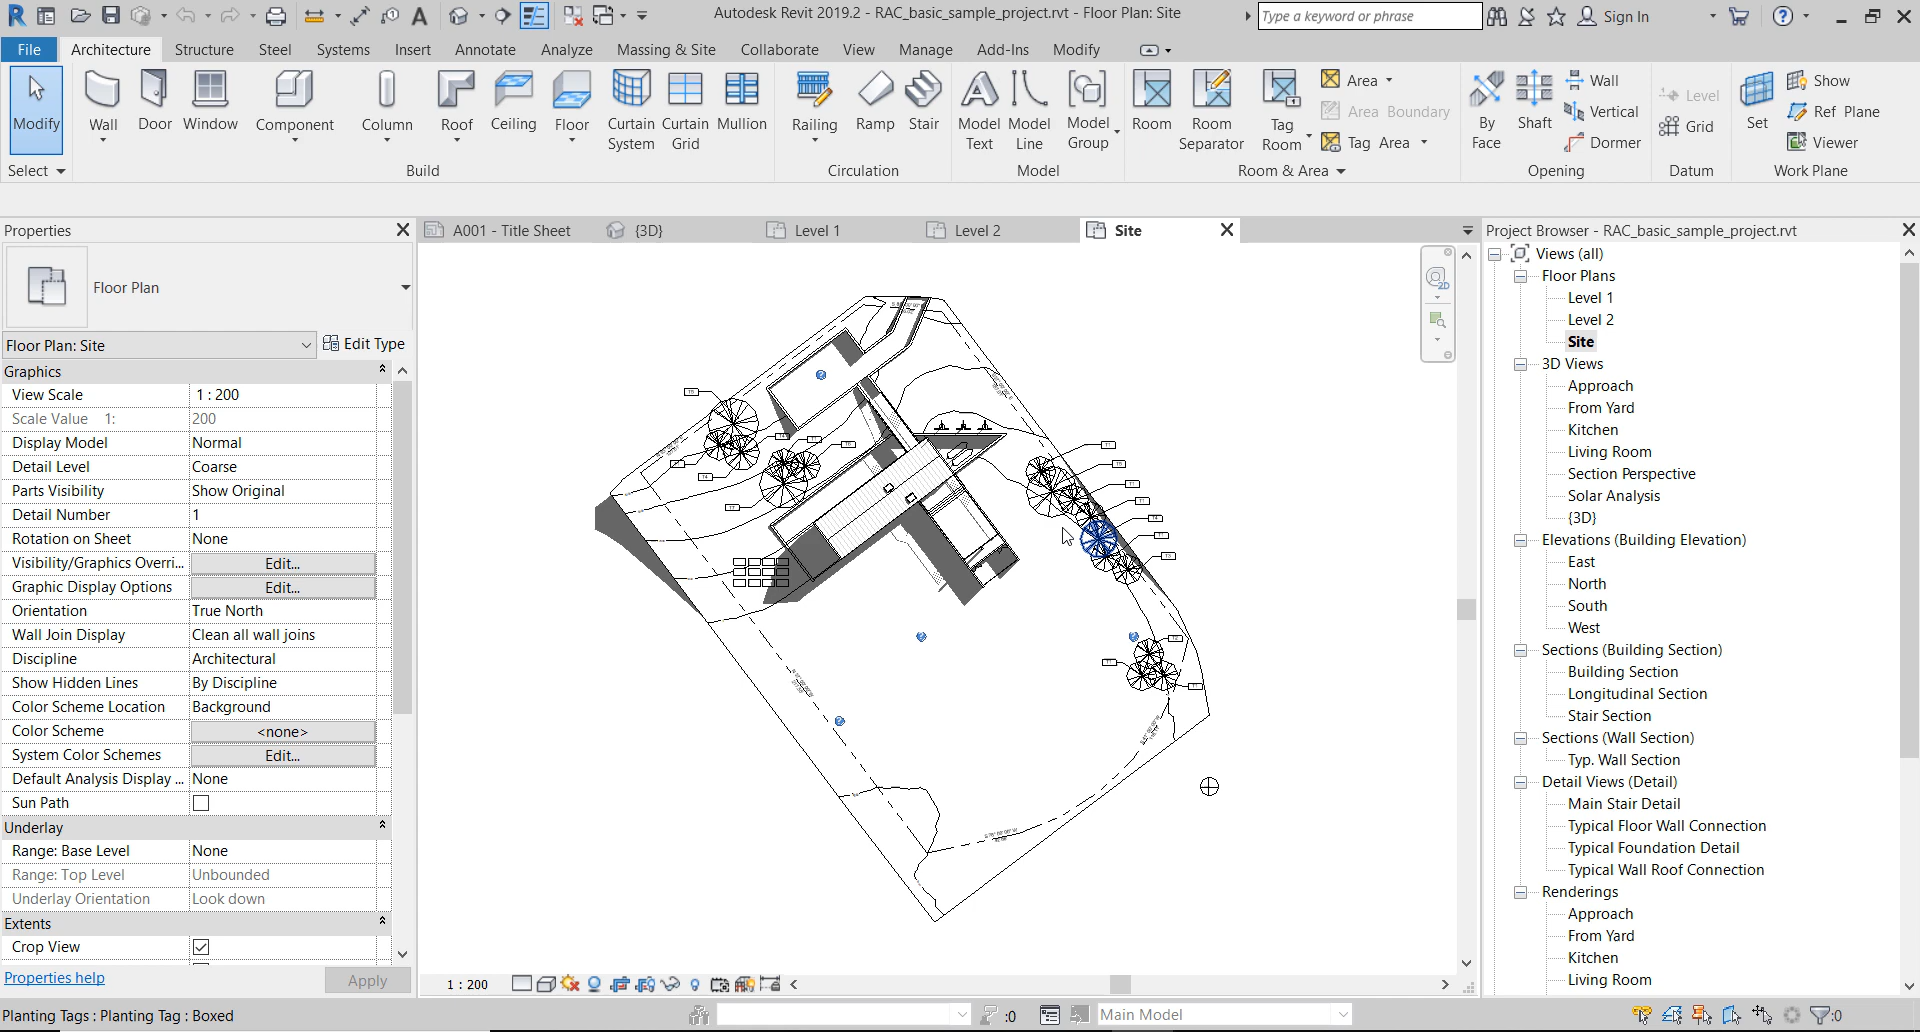 Autodesk Revit 2019.2 - RAC_basic_sample_project.rvt - Floor Plan: Site
Type a keyword or phrase
Sign In
File Architecture Structure Steel Systems Insert Annotate Analyze Massing & Site Collaborate View Manage Add-Ins Modify
Modify
Wall
Door
Window
Component
Column
Roof
Ceiling
Floor
Curtain System
Curtain Grid
Mullion
Railing
Ramp
Stair
Model Text
Model Line
Model Group
Room
Room Separator
Tag Room
Area
Area Boundary
Tag Area
By Face
Shaft
Wall
Vertical
Dormer
Level
Grid
Set
Show
Ref Plane
Viewer
Select Build Circulation Model Room & Area Opening Datum Work Plane
Properties
Floor Plan
Floor Plan: Site
Edit Type
Graphics
View Scale 1 : 200
Scale Value 1: 200
Display Model Normal
Detail Level Coarse
Parts Visibility Show Original
Detail Number 1
Rotation on Sheet None
Visibility/Graphics Overri... Edit...
Graphic Display Options Edit...
Orientation True North
Wall Join Display Clean all wall joins
Discipline Architectural
Show Hidden Lines By Discipline
Color Scheme Location Background
Color Scheme <none>
System Color Schemes Edit...
Default Analysis Display ... None
Sun Path
Underlay
Range: Base Level None
Range: Top Level Unbounded
Underlay Orientation Look down
Extents
Crop View
Properties help
Apply
A001 - Title Sheet
{3D}
Level 1
Level 2
Site
2D
1 : 200
Project Browser - RAC_basic_sample_project.rvt
Views (all)
Floor Plans
Level 1
Level 2
Site
3D Views
Approach
From Yard
Kitchen
Living Room
Section Perspective
Solar Analysis
{3D}
Elevations (Building Elevation)
East
North
South
West
Sections (Building Section)
Building Section
Longitudinal Section
Stair Section
Sections (Wall Section)
Typ. Wall Section
Detail Views (Detail)
Main Stair Detail
Typical Floor Wall Connection
Typical Foundation Detail
Typical Wall Roof Connection
Renderings
Approach
From Yard
Kitchen
Living Room
Planting Tags : Planting Tag : Boxed
:0
Main Model
:0